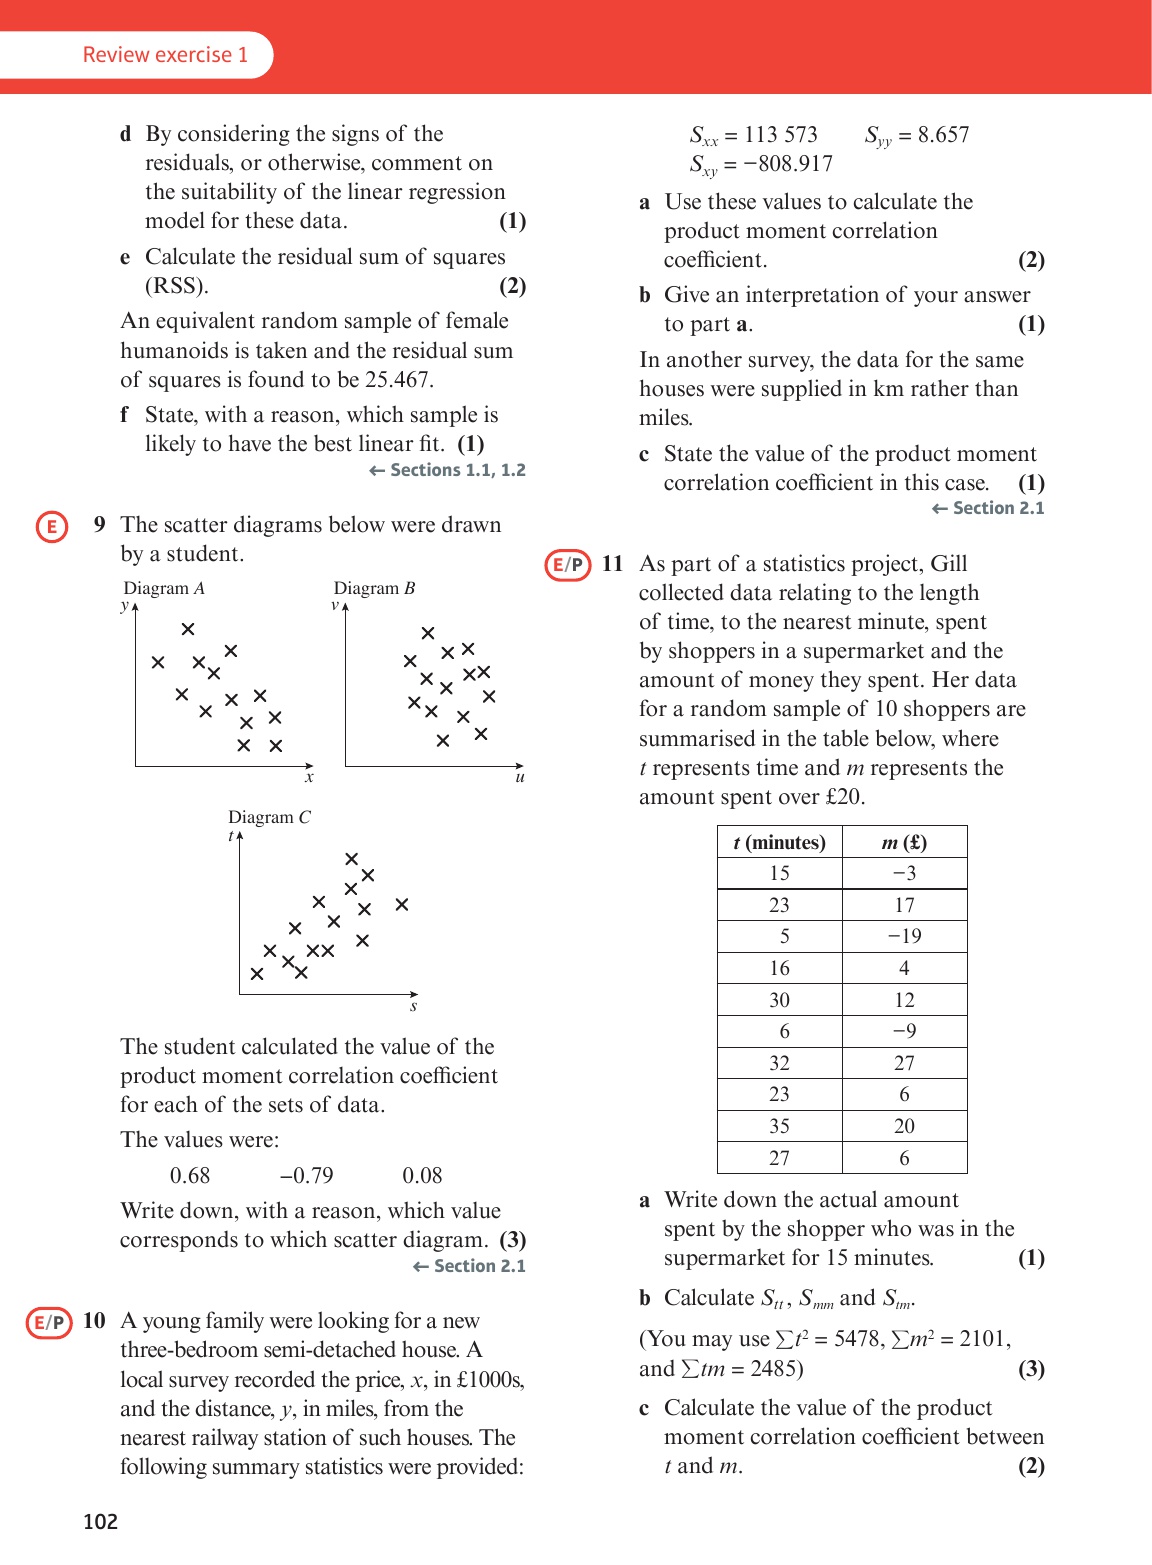 Review exercise 1
d By considering the signs of the
residuals, or otherwise, comment on
the suitability of the linear regression
model for these data. (1)
e Calculate the residual sum of squares
(RSS). (2)
An equivalent random sample of female
humanoids is taken and the residual sum
of squares is found to be 25.467.
f State, with a reason, which sample is
likely to have the best linear fit. (1)
← Sections 1.1, 1.2
E 9 The scatter diagrams below were drawn
by a student.
Diagram A
y
x
Diagram B
v
u
Diagram C
t
s
The student calculated the value of the
product moment correlation coefficient
for each of the sets of data.
The values were:
0.68 −0.79 0.08
Write down, with a reason, which value
corresponds to which scatter diagram. (3)
← Section 2.1
E/P 10 A young family were looking for a new
three-bedroom semi-detached house. A
local survey recorded the price, x, in £1000s,
and the distance, y, in miles, from the
nearest railway station of such houses. The
following summary statistics were provided:
102
Sxx = 113 573 Syy = 8.657
Sxy = −808.917
a Use these values to calculate the
product moment correlation
coefficient. (2)
b Give an interpretation of your answer
to part a. (1)
In another survey, the data for the same
houses were supplied in km rather than
miles.
c State the value of the product moment
correlation coefficient in this case. (1)
← Section 2.1
E/P 11 As part of a statistics project, Gill
collected data relating to the length
of time, to the nearest minute, spent
by shoppers in a supermarket and the
amount of money they spent. Her data
for a random sample of 10 shoppers are
summarised in the table below, where
t represents time and m represents the
amount spent over £20.
t (minutes) m (£)
15 −3
23 17
5 −19
16 4
30 12
6 −9
32 27
23 6
35 20
27 6
a Write down the actual amount
spent by the shopper who was in the
supermarket for 15 minutes. (1)
b Calculate Stt, Smm and Stm.
(You may use ∑t² = 5478, ∑m² = 2101,
and ∑tm = 2485) (3)
c Calculate the value of the product
moment correlation coefficient between
t and m. (2)